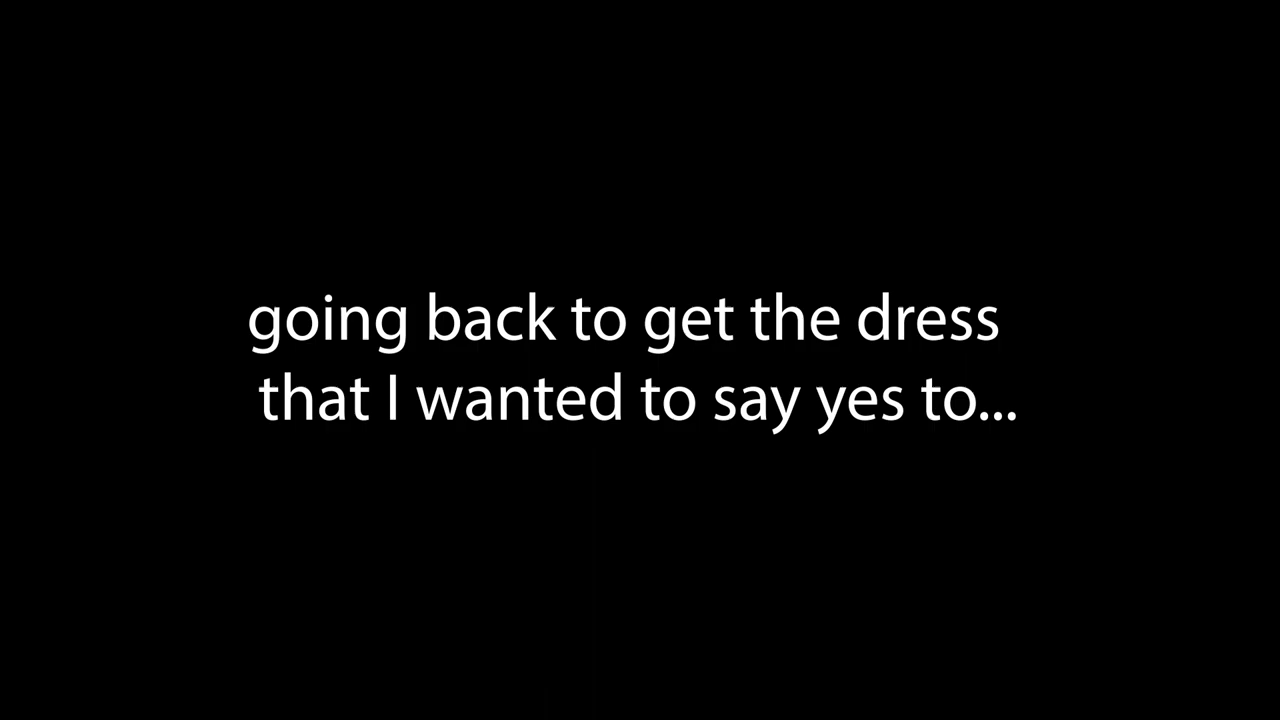 going back to get the dress
that I wanted to say yes to...